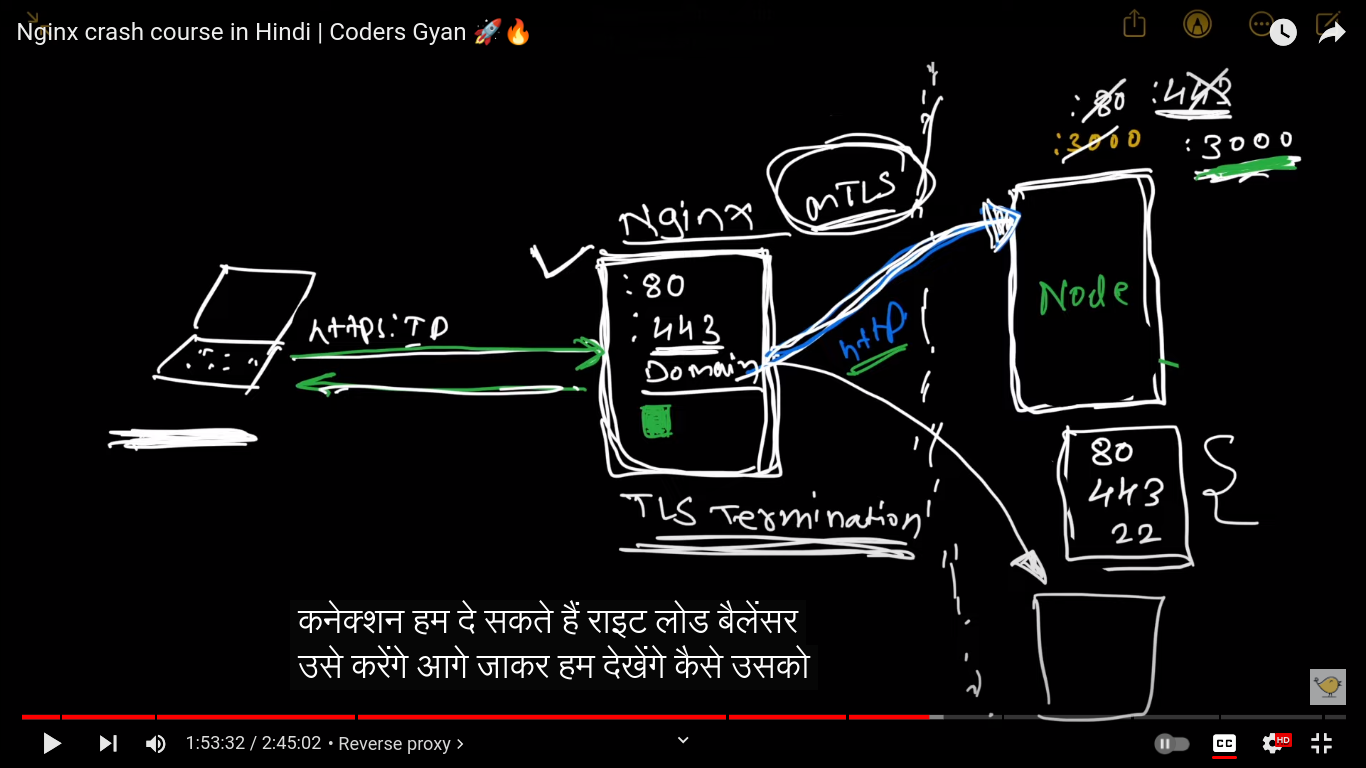 Nginx crash course in Hindi | Coders Gyan 🚀🔥
:80 :443
:3000 :3000
mTLS
Nginx
:80
:443
Domain
https: TP
http
Node
80
443
22
TLS Termination
कनेक्शन हम दे सकते हैं राइट लोड बैलेंसर
उसे करेंगे आगे जाकर हम देखेंगे कैसे उसको
1:53:32 / 2:45:02 • Reverse proxy >
CC
HD